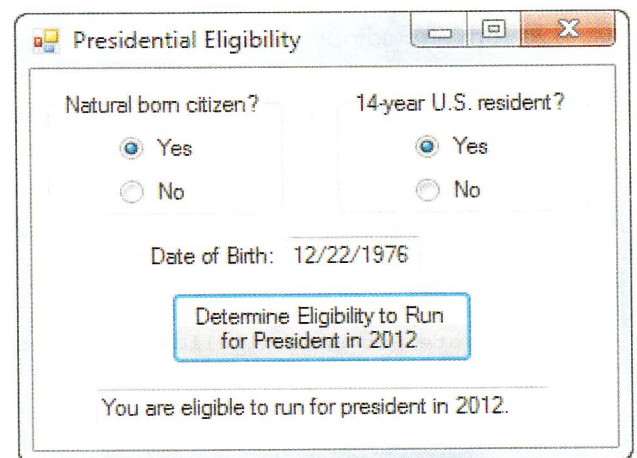 Presidential Eligibility
Natural born citizen?
Yes
No
14-year U.S. resident?
Yes
No
Date of Birth: 12/22/1976
Determine Eligibility to Run
for President in 2012
You are eligible to run for president in 2012.